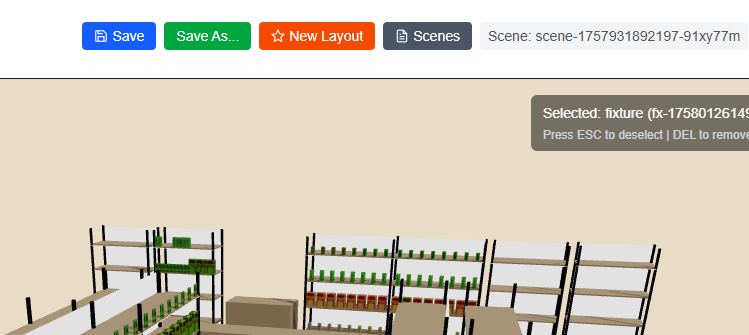 Save Save As... New Layout Scenes Scene: scene-1757931892197-91xy77m
Selected: fixture (fx-1758012614
Press ESC to deselect | DEL to remove